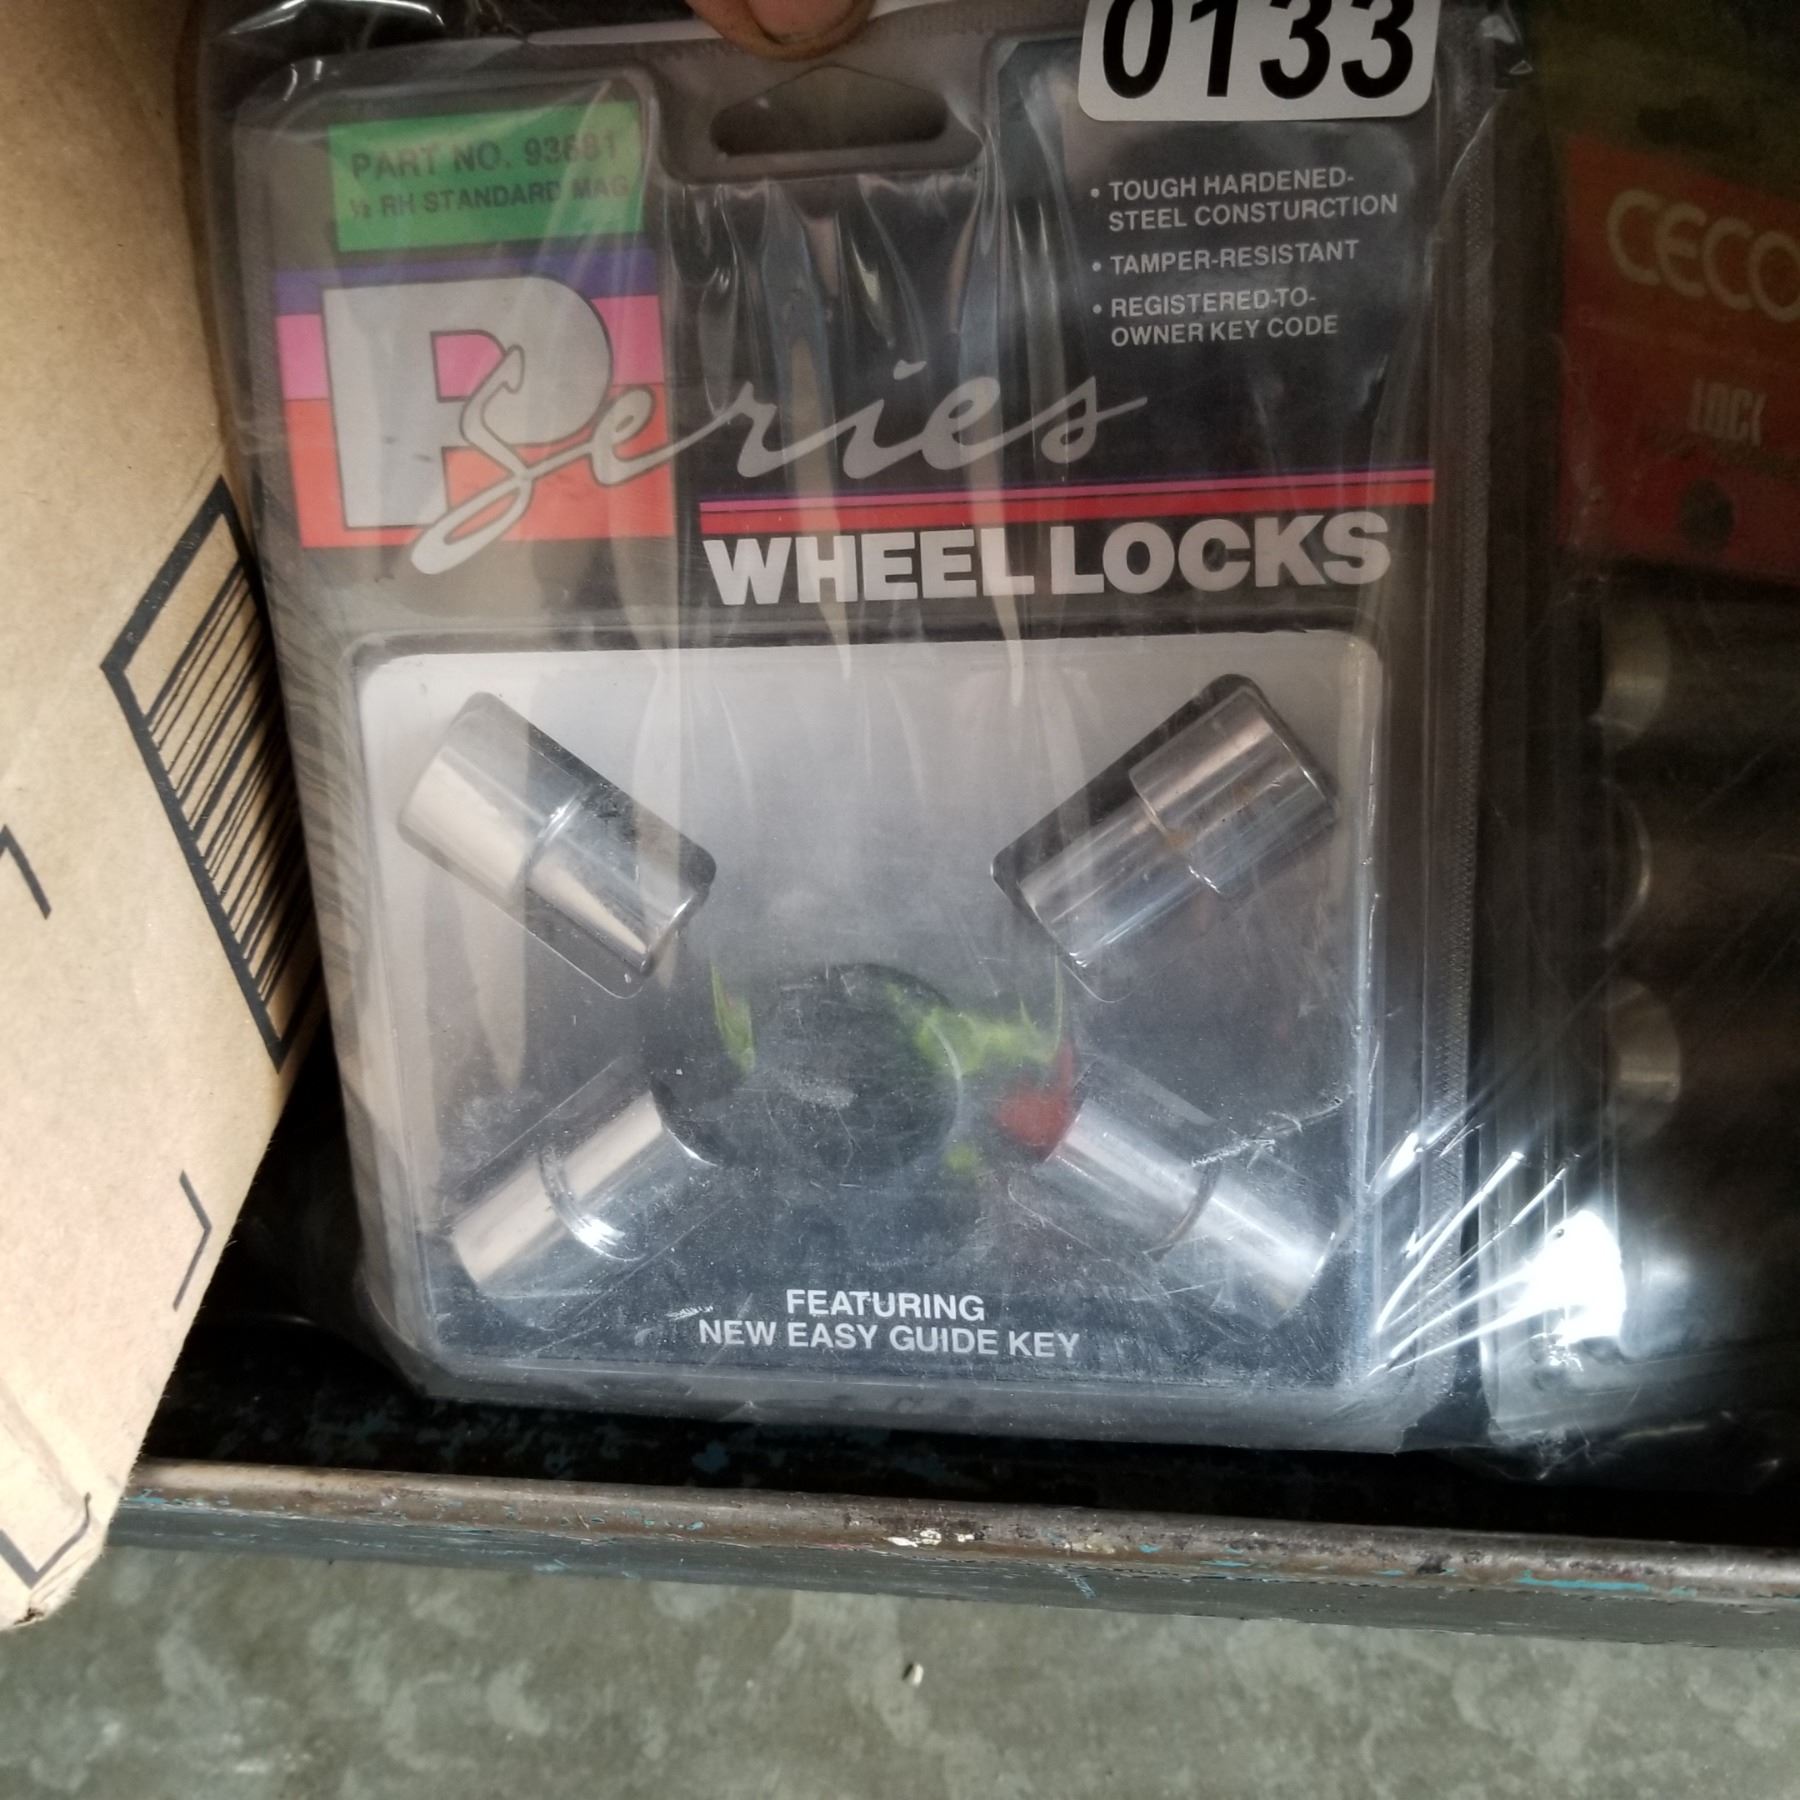 0133
PART NO. 93681
½ RH STANDARD MAG
• TOUGH HARDENED-
STEEL CONSTURCTION
• TAMPER-RESISTANT
• REGISTERED-TO-
OWNER KEY CODE
P Series
WHEEL LOCKS
FEATURING
NEW EASY GUIDE KEY
CECO
LOCK